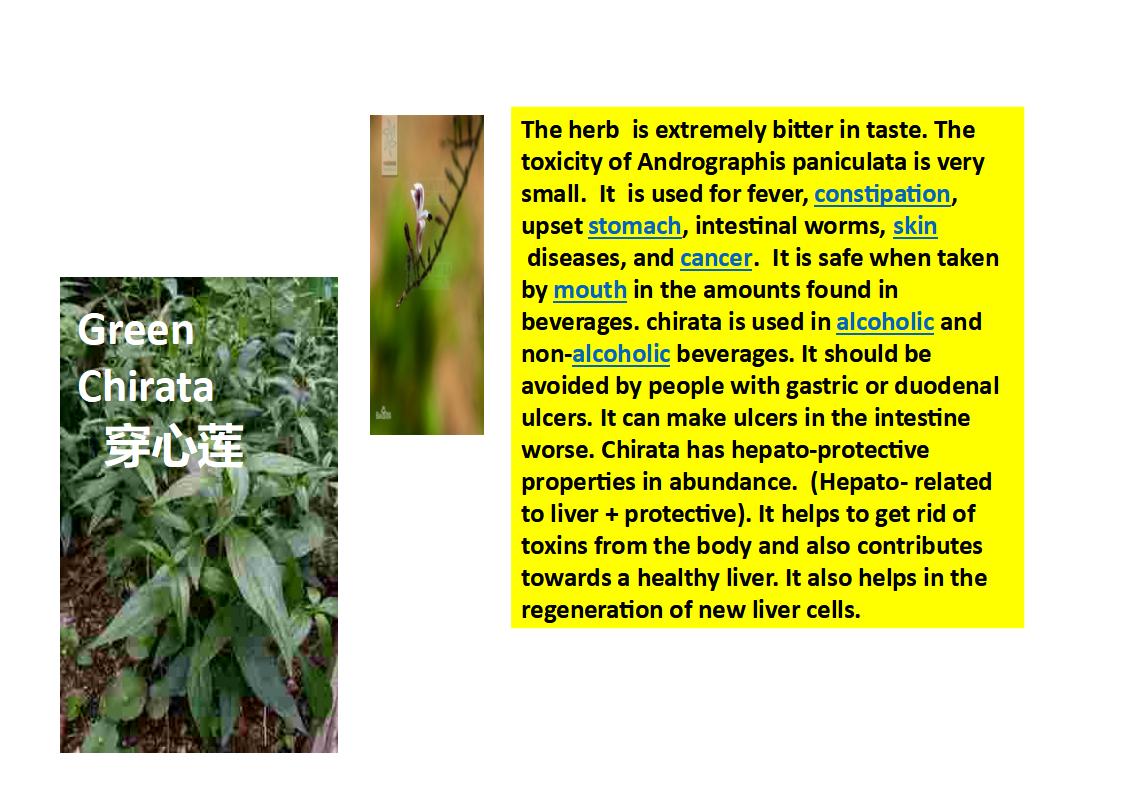 Green
Chirata
穿心莲
The herb  is extremely bitter in taste. The
toxicity of Andrographis paniculata is very
small.  It  is used for fever, constipation,
upset stomach, intestinal worms, skin
 diseases, and cancer.  It is safe when taken
by mouth in the amounts found in
beverages. chirata is used in alcoholic and
non-alcoholic beverages. It should be
avoided by people with gastric or duodenal
ulcers. It can make ulcers in the intestine
worse. Chirata has hepato-protective
properties in abundance.  (Hepato- related
to liver + protective). It helps to get rid of
toxins from the body and also contributes
towards a healthy liver. It also helps in the
regeneration of new liver cells.